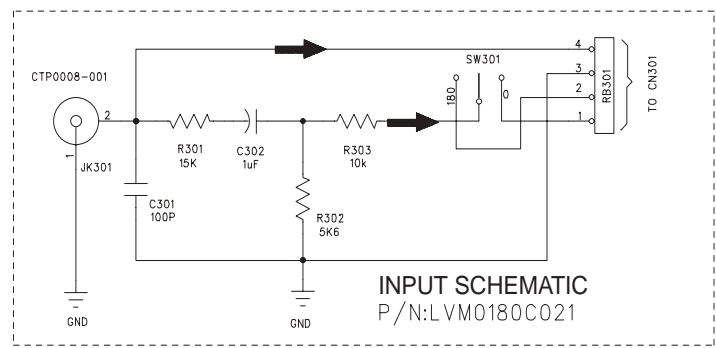 CTP0008-001
2
1
JK301
GND
R301
15K
C302
1uF
R303
10k
C301
100P
R302
5K6
GND
SW301
180
0
4
3
2
1
RB301
TO CN301
INPUT SCHEMATIC
P/N:LVM0180C021